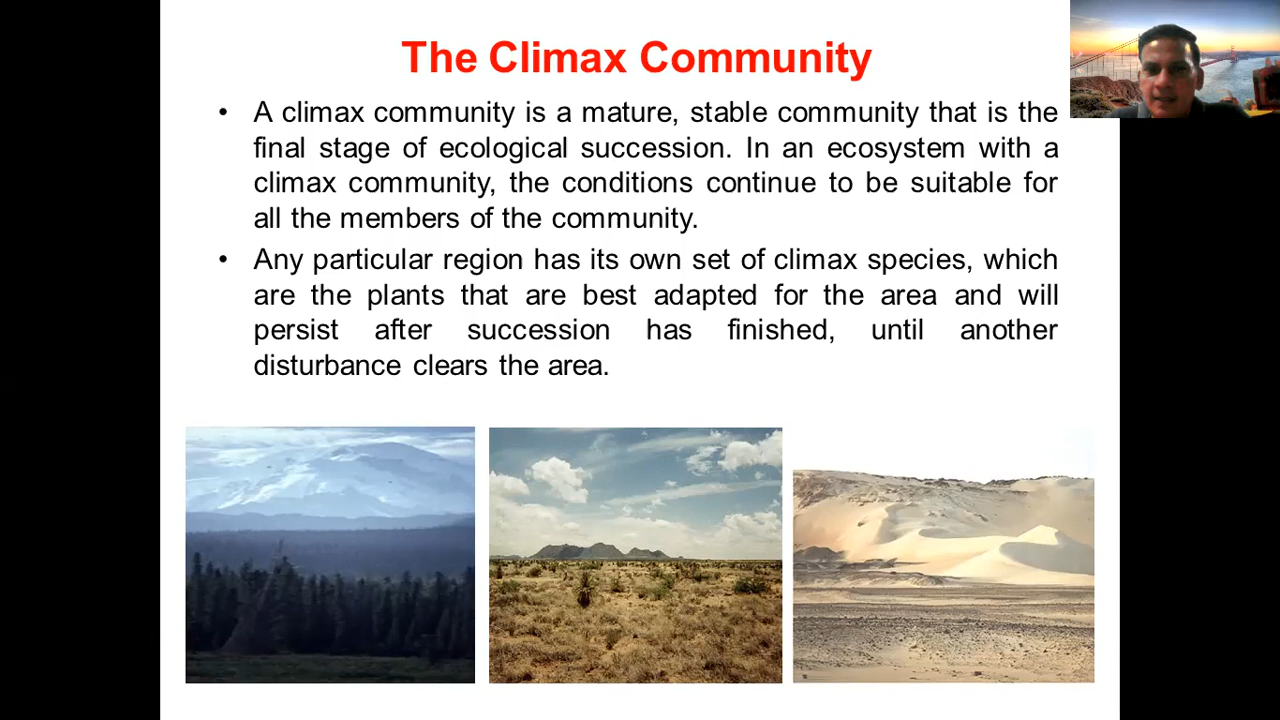 The Climax Community
• A climax community is a mature, stable community that is the
final stage of ecological succession. In an ecosystem with a
climax community, the conditions continue to be suitable for
all the members of the community.
• Any particular region has its own set of climax species, which
are the plants that are best adapted for the area and will
persist after succession has finished, until another
disturbance clears the area.